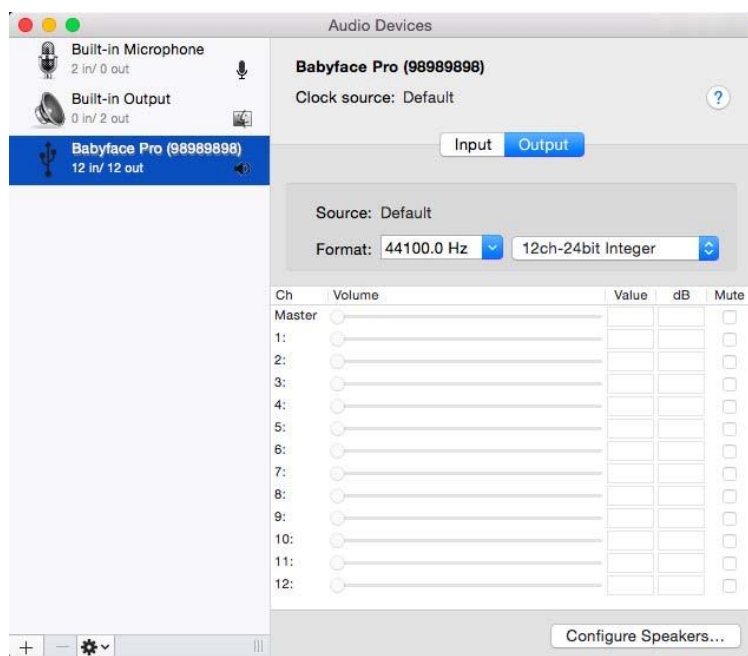 Audio Devices
Built-in Microphone
2 in/ 0 out
Built-in Output
0 in/ 2 out
Babyface Pro (98989898)
12 in/ 12 out
Babyface Pro (98989898)
Clock source: Default
?
Input Output
Source: Default
Format: 44100.0 Hz 12ch-24bit Integer
Ch Volume Value dB Mute
Master
1:
2:
3:
4:
5:
6:
7:
8:
9:
10:
11:
12:
Configure Speakers...